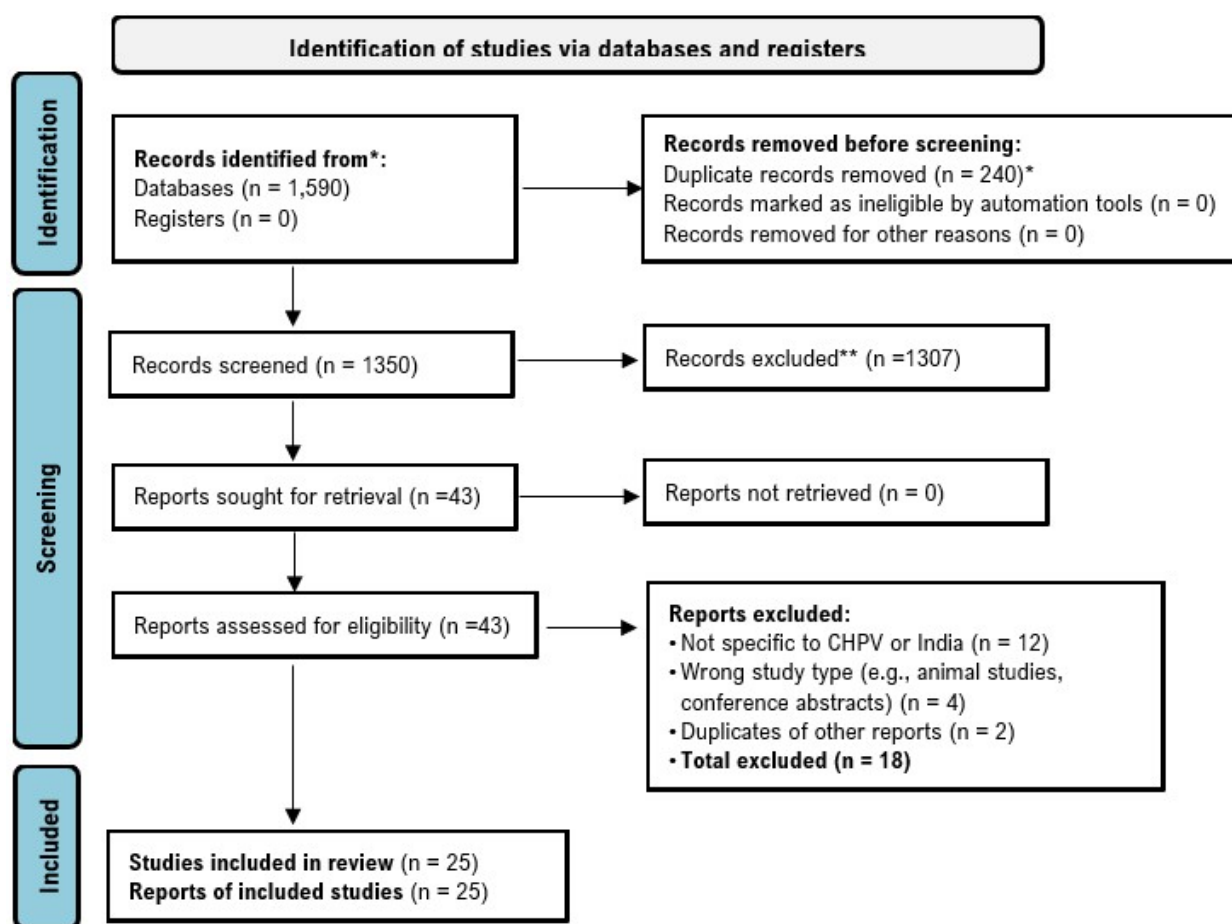 Identification of studies via databases and registers
Identification
Records identified from*:
Databases (n = 1,590)
Registers (n = 0)
Records removed before screening:
Duplicate records removed (n = 240)*
Records marked as ineligible by automation tools (n = 0)
Records removed for other reasons (n = 0)
Screening
Records screened (n = 1350)
Records excluded** (n =1307)
Reports sought for retrieval (n =43)
Reports not retrieved (n = 0)
Reports assessed for eligibility (n =43)
Reports excluded:
• Not specific to CHPV or India (n = 12)
• Wrong study type (e.g., animal studies,
conference abstracts) (n = 4)
• Duplicates of other reports (n = 2)
• Total excluded (n = 18)
Included
Studies included in review (n = 25)
Reports of included studies (n = 25)